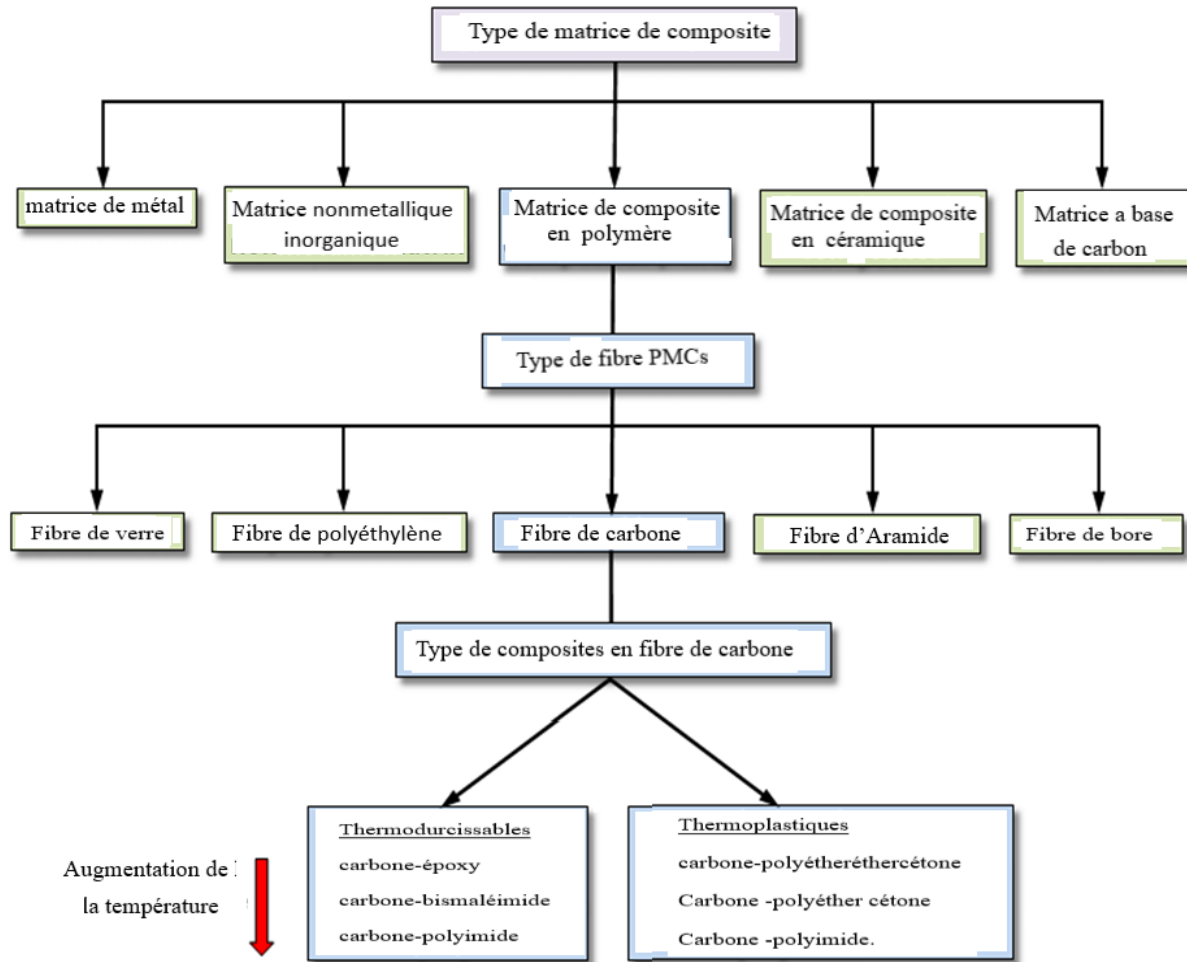 Type de matrice de composite
matrice de métal
Matrice nonmetallique
inorganique
Matrice de composite
en polymère
Matrice de composite
en céramique
Matrice a base
de carbon
Type de fibre PMCs
Fibre de verre
Fibre de polyéthylène
Fibre de carbone
Fibre d’Aramide
Fibre de bore
Type de composites en fibre de carbone
Augmentation de
la température
Thermodurcissables
carbone-époxy
carbone-bismaléimide
carbone-polyimide
Thermoplastiques
carbone-polyétheréthercétone
Carbone -polyéther cétone
Carbone -polyimide.